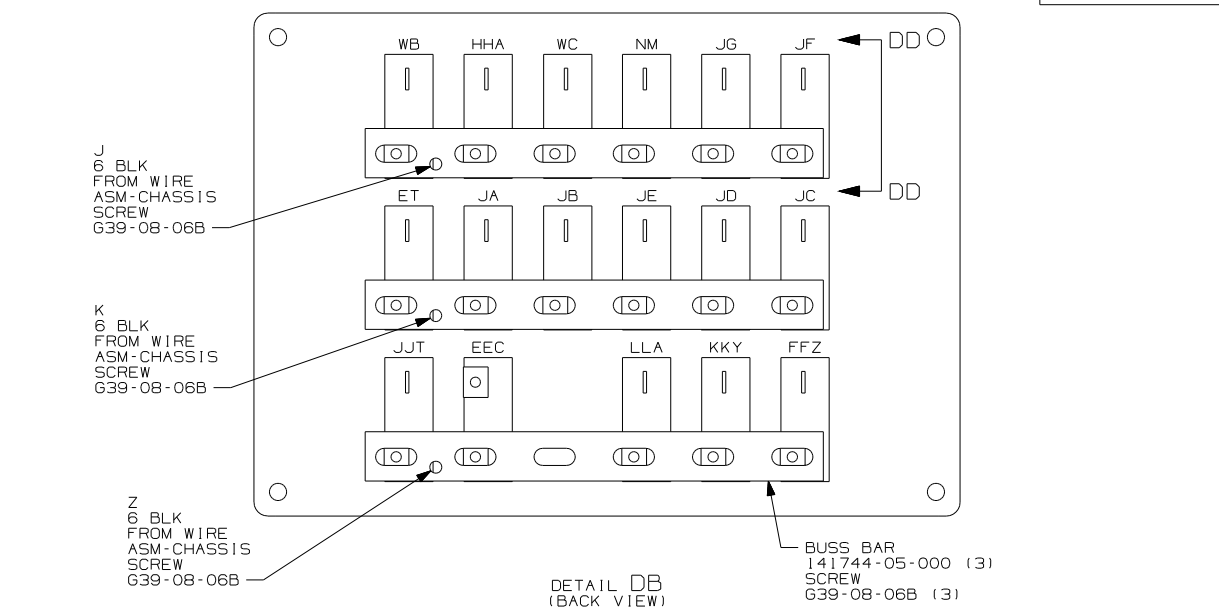 WB HHA WC NM JG JF DD
J
6 BLK
FROM WIRE
ASM-CHASSIS
SCREW
G39-08-06B
DD
ET JA JB JE JD JC
K
6 BLK
FROM WIRE
ASM-CHASSIS
SCREW
G39-08-06B
JJT EEC LLA KKY FFZ
Z
6 BLK
FROM WIRE
ASM-CHASSIS
SCREW
G39-08-06B
BUSS BAR
141744-05-000 (3)
SCREW
G39-08-06B (3)
DETAIL DB
(BACK VIEW)